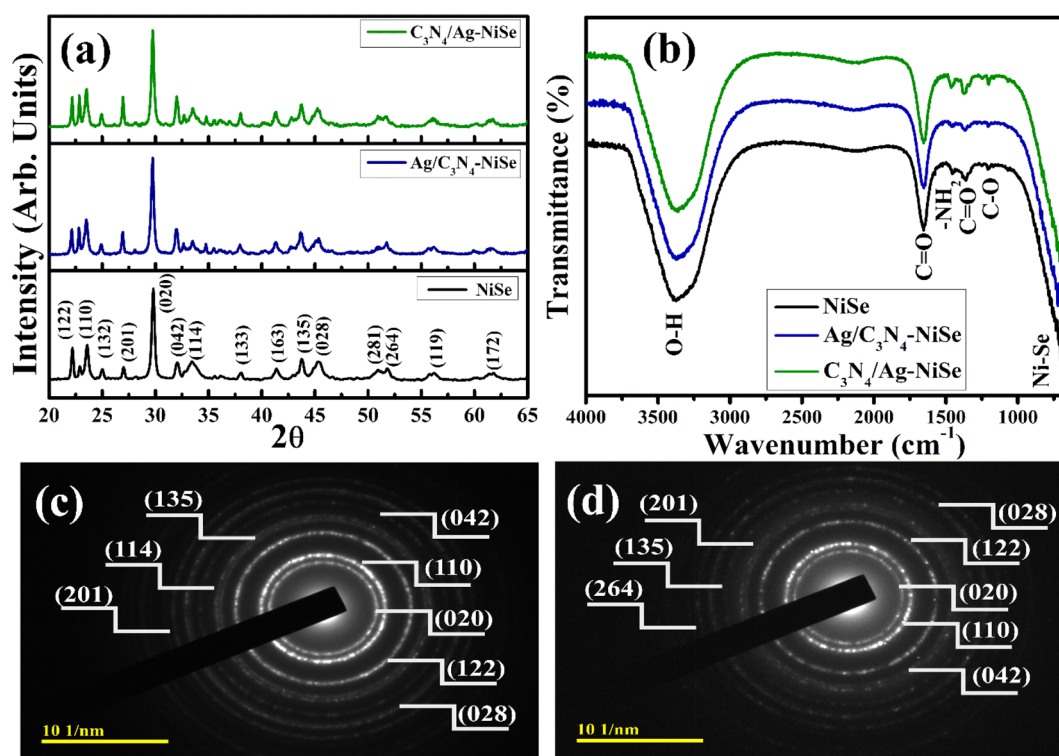 (a)
C₃N₄/Ag-NiSe
Ag/C₃N₄-NiSe
NiSe
(122)
(110)
(132)
(201)
(020)
(042)
(114)
(133)
(163)
(135)
(028)
(281)
(264)
(119)
(172)
Intensity (Arb. Units)
20 25 30 35 40 45 50 55 60 65
2θ
(b)
Transmittance (%)
O-H
C=O
-NH₂
C=O
C-O
Ni-Se
NiSe
Ag/C₃N₄-NiSe
C₃N₄/Ag-NiSe
4000 3500 3000 2500 2000 1500 1000
Wavenumber (cm⁻¹)
(c)
(135)
(042)
(114)
(110)
(201)
(020)
(122)
(028)
10 1/nm
(d)
(201)
(028)
(135)
(122)
(264)
(020)
(110)
(042)
10 1/nm